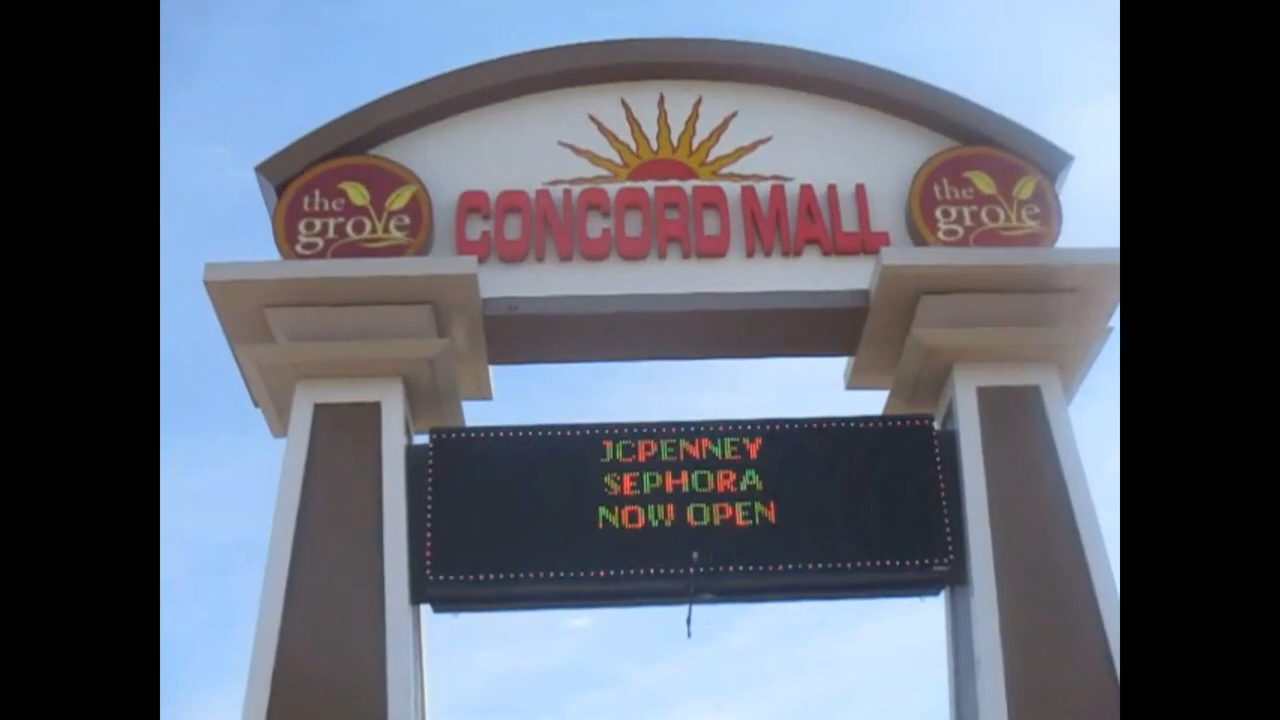 the
grove
CONCORD MALL
the
grove
JCPENNEY
SEPHORA
NOW OPEN